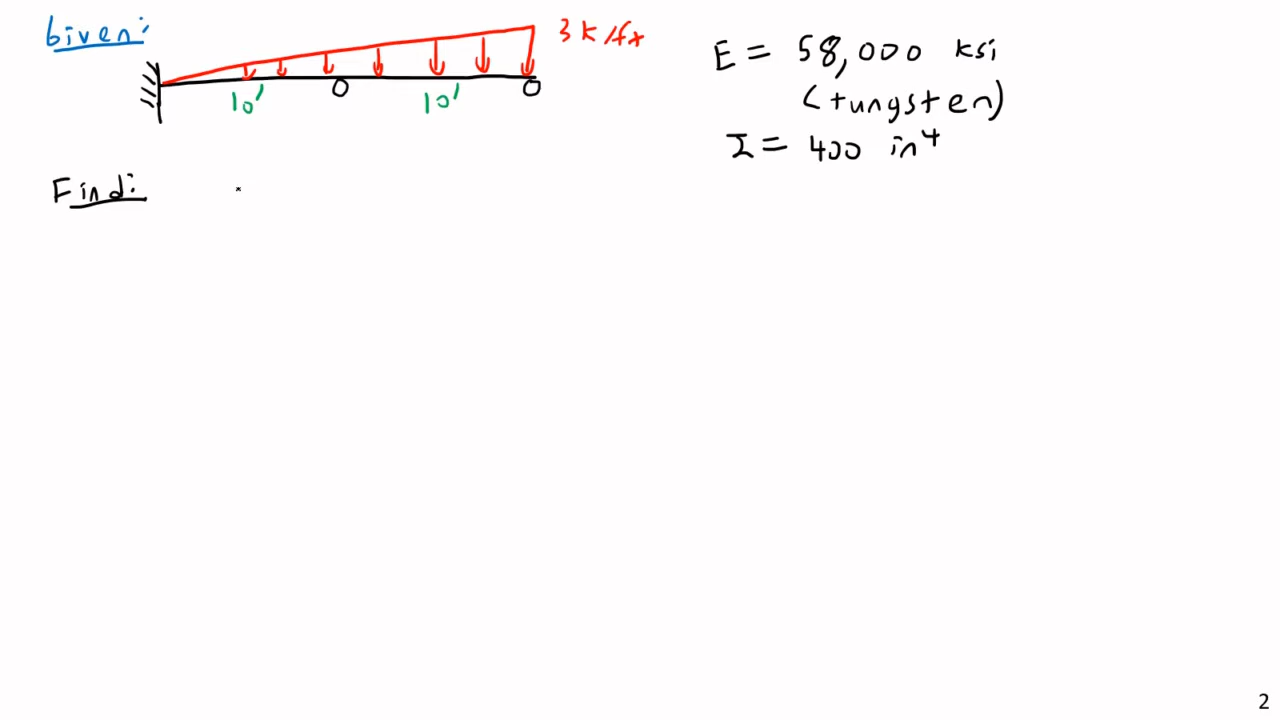 Given:
3 k/ft
10'
10'
E = 58,000 ksi
(tungsten)
I = 400 in⁴
Find:
2